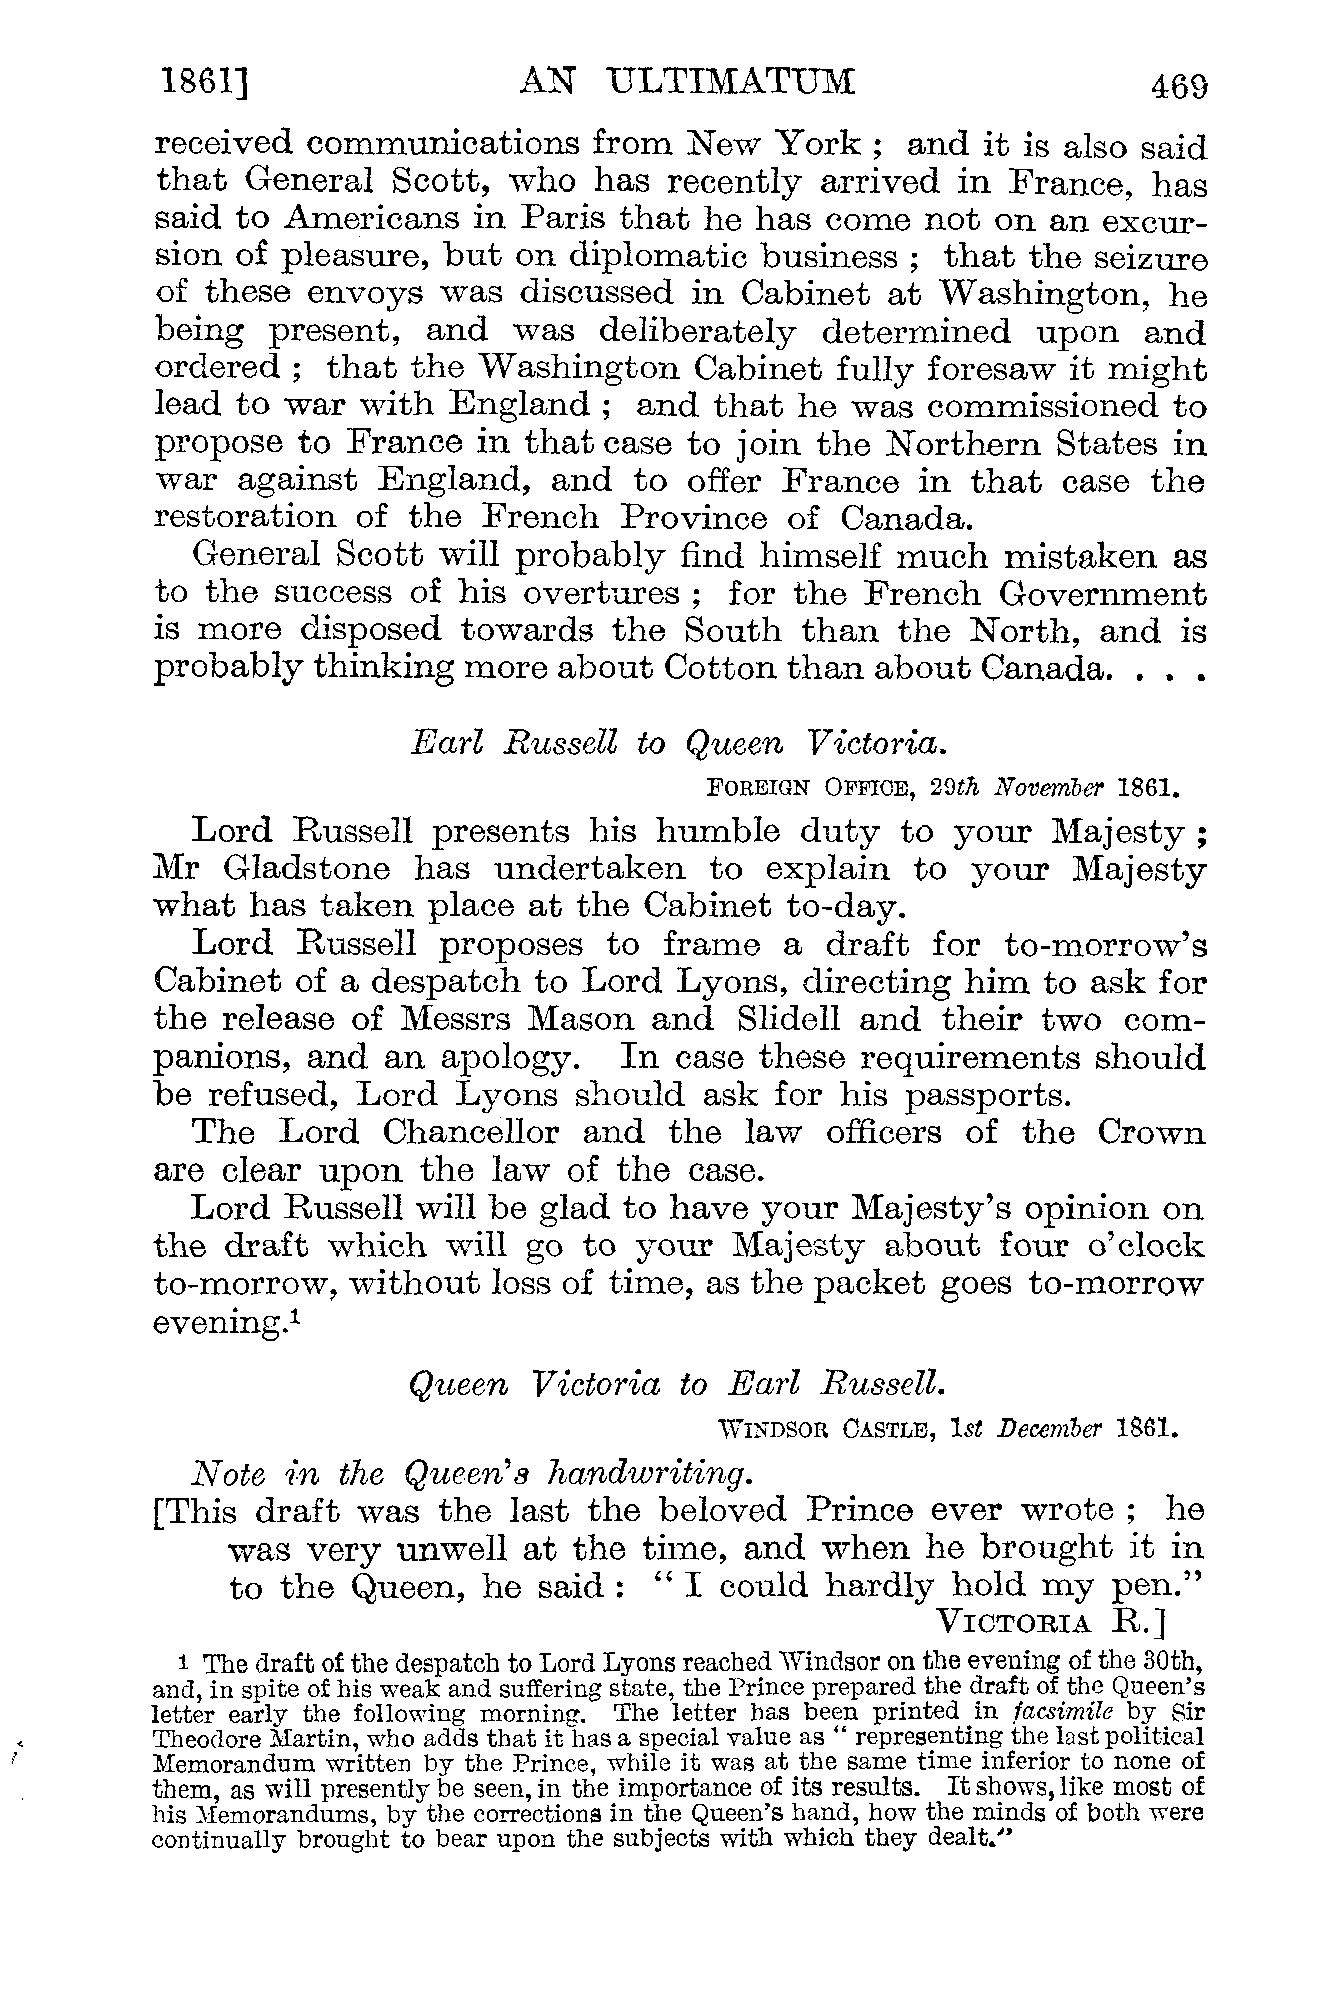 1861] AN ULTIMATUM 469
received communications from New York ; and it is also said
that General Scott, who has recently arrived in France, has
said to Americans in Paris that he has come not on an excur-
sion of pleasure, but on diplomatic business ; that the seizure
of these envoys was discussed in Cabinet at Washington, he
being present, and was deliberately determined upon and
ordered ; that the Washington Cabinet fully foresaw it might
lead to war with England ; and that he was commissioned to
propose to France in that case to join the Northern States in
war against England, and to offer France in that case the
restoration of the French Province of Canada.
General Scott will probably find himself much mistaken as
to the success of his overtures ; for the French Government
is more disposed towards the South than the North, and is
probably thinking more about Cotton than about Canada. . . .
Earl Russell to Queen Victoria.
FOREIGN OFFICE, 29th November 1861.
Lord Russell presents his humble duty to your Majesty ;
Mr Gladstone has undertaken to explain to your Majesty
what has taken place at the Cabinet to-day.
Lord Russell proposes to frame a draft for to-morrow's
Cabinet of a despatch to Lord Lyons, directing him to ask for
the release of Messrs Mason and Slidell and their two com-
panions, and an apology. In case these requirements should
be refused, Lord Lyons should ask for his passports.
The Lord Chancellor and the law officers of the Crown
are clear upon the law of the case.
Lord Russell will be glad to have your Majesty's opinion on
the draft which will go to your Majesty about four o'clock
to-morrow, without loss of time, as the packet goes to-morrow
evening.¹
Queen Victoria to Earl Russell.
WINDSOR CASTLE, 1st December 1861.
Note in the Queen's handwriting.
[This draft was the last the beloved Prince ever wrote ; he
was very unwell at the time, and when he brought it in
to the Queen, he said : " I could hardly hold my pen."
VICTORIA R.]
¹ The draft of the despatch to Lord Lyons reached Windsor on the evening of the 30th,
and, in spite of his weak and suffering state, the Prince prepared the draft of the Queen's
letter early the following morning. The letter has been printed in facsimile by Sir
Theodore Martin, who adds that it has a special value as " representing the last political
Memorandum written by the Prince, while it was at the same time inferior to none of
them, as will presently be seen, in the importance of its results. It shows, like most of
his Memorandums, by the corrections in the Queen's hand, how the minds of both were
continually brought to bear upon the subjects with which they dealt."